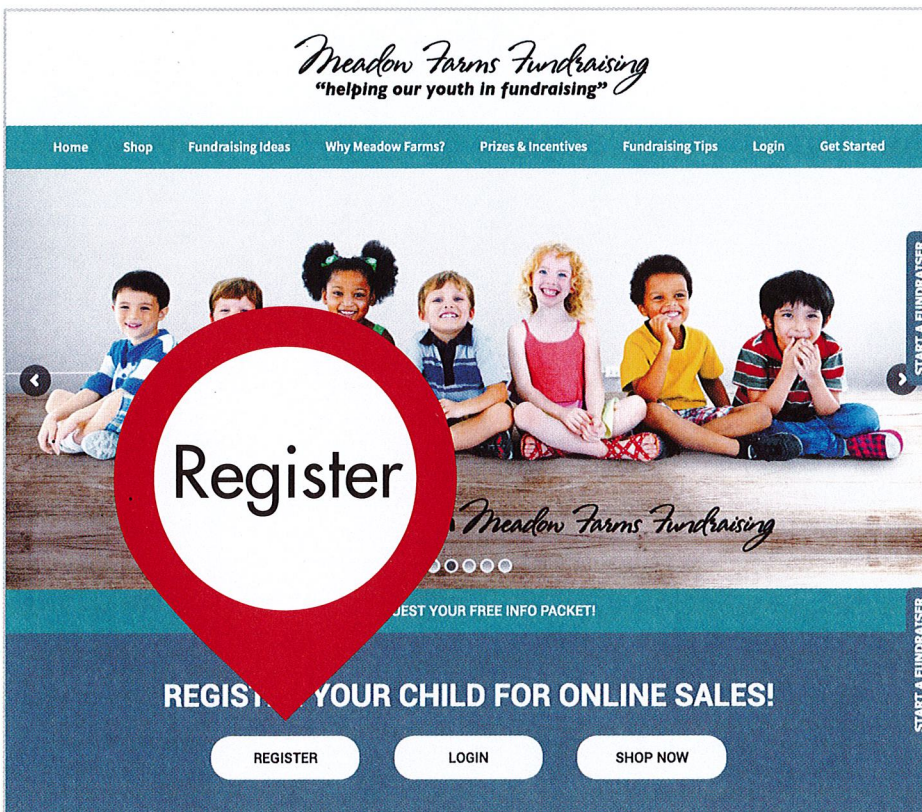 Meadow Farms Fundraising
"helping our youth in fundraising"
Home Shop Fundraising Ideas Why Meadow Farms? Prizes & Incentives Fundraising Tips Login Get Started
START A FUNDRAISER
Register
Meadow Farms Fundraising
YOUR FREE INFO PACKET!
START A FUNDRAISER
YOUR CHILD FOR ONLINE SALES!
REGISTER LOGIN SHOP NOW